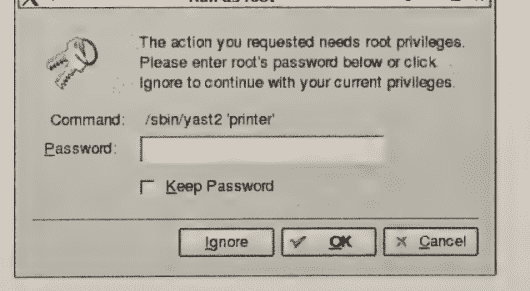 The action you requested needs root privileges.
Please enter root's password below or click
Ignore to continue with your current privileges.
Command: /sbin/yast2 'printer'
Password:
Keep Password
Ignore
OK
Cancel